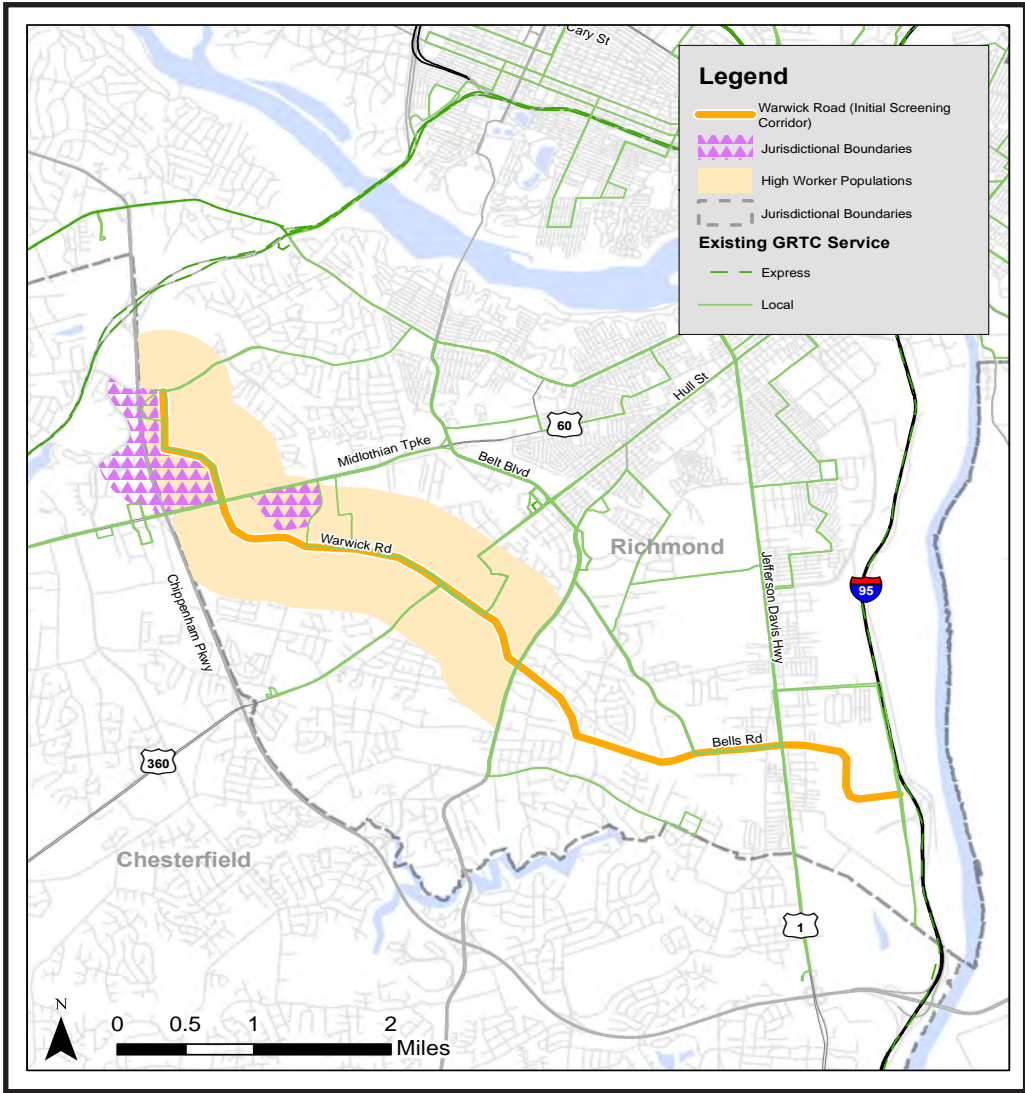 Cary St
Legend
Warwick Road (Initial Screening
Corridor)
Jurisdictional Boundaries
High Worker Populations
Jurisdictional Boundaries
Existing GRTC Service
Express
Local
Hull St
60
Midlothian Tpke
Belt Blvd
Warwick Rd
Richmond
Jefferson Davis Hwy
95
Chippenham Pkwy
Bells Rd
360
Chesterfield
1
N
0 0.5 1 2
Miles